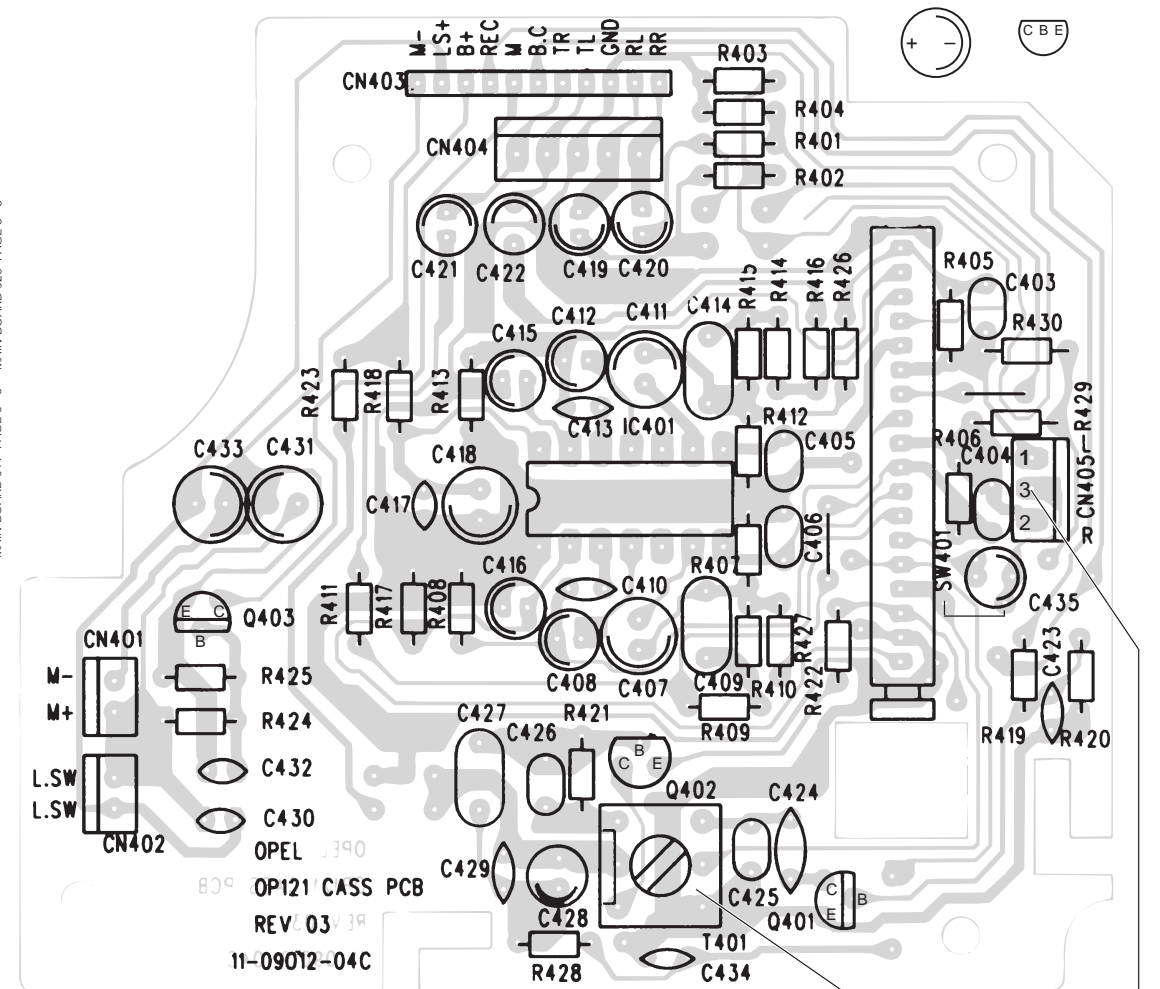 M- LS+ B+ REC M B.C TR TL GND RL RR
+ -
C B E
CN403
R403
R404
CN404
R401
R402
C421 C422 C419 C420
R415 R414 R416 R426
R405
C403
C414
C411
C412
C415
R430
R423 R418 R413
C413 IC401
R412
C405
R406
C404
CN405
R429
R
C433 C431
C418
C417
1
3
2
C406
SW401
C416
C410
R407
R411 R417 R408
C435
E C
B
Q403
CN401
M-
M+
R425
R424
R427
C423
C408 C407 C409 R410
R422
R409
R419 R420
C427 C426 R421
B
C E
Q402
L.SW
L.SW
C432
C430
CN402
C424
OPEL
OP121 CASS PCB
REV 03
11-09012-04C
C429
C428
C425
Q401
C
B
E
T401
R428
C434